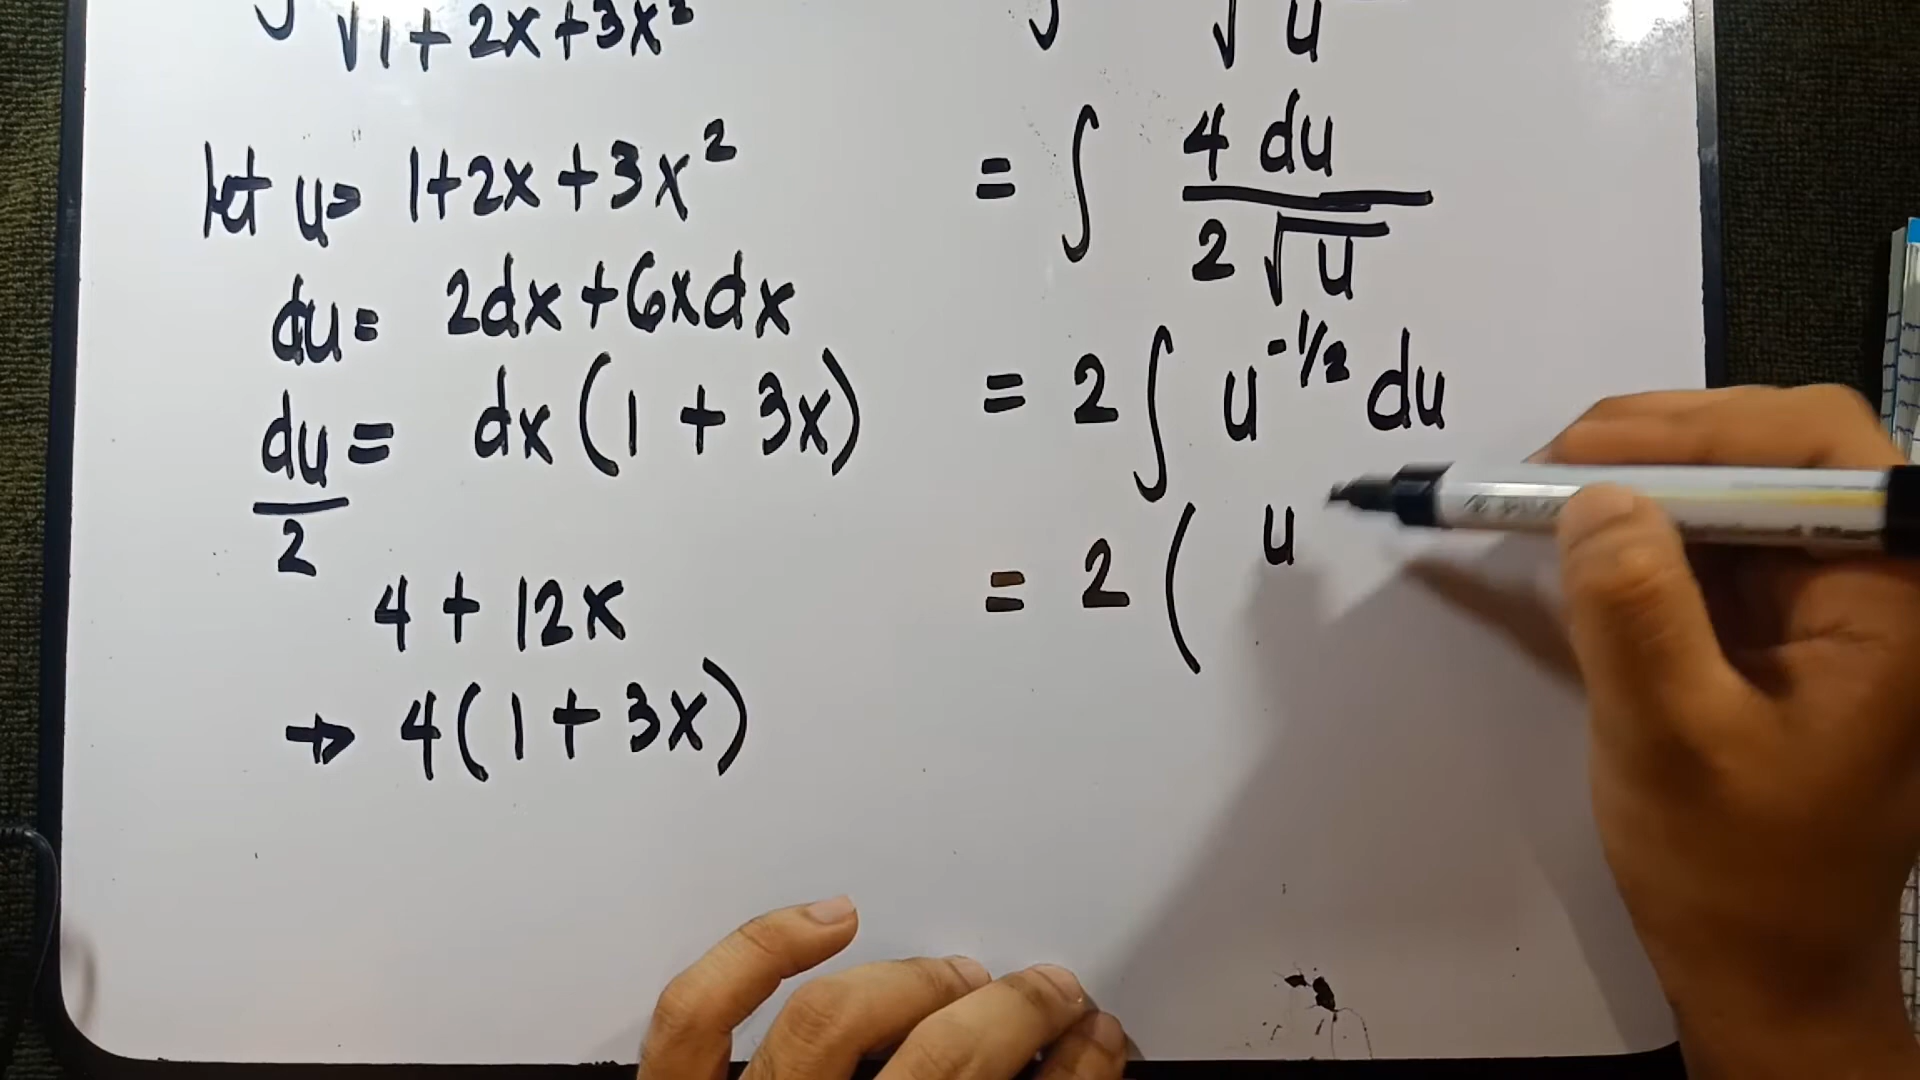 ∫ √1+2x+3x²
let u= 1+2x+3x²
du= 2dx+6xdx
du/2 = dx(1+3x)
4+12x
→ 4(1+3x)
∫ √u
= ∫ 4 du / 2√u
= 2∫ u^-1/2 du
= 2( u